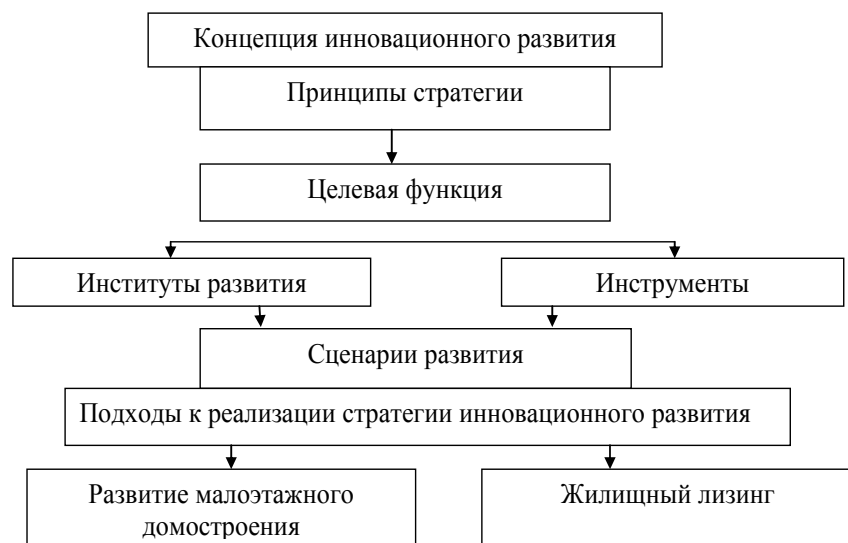 Концепция инновационного развития
Принципы стратегии
Целевая функция
Институты развития
Инструменты
Сценарии развития
Подходы к реализации стратегии инновационного развития
Развитие малоэтажного
домостроения
Жилищный лизинг